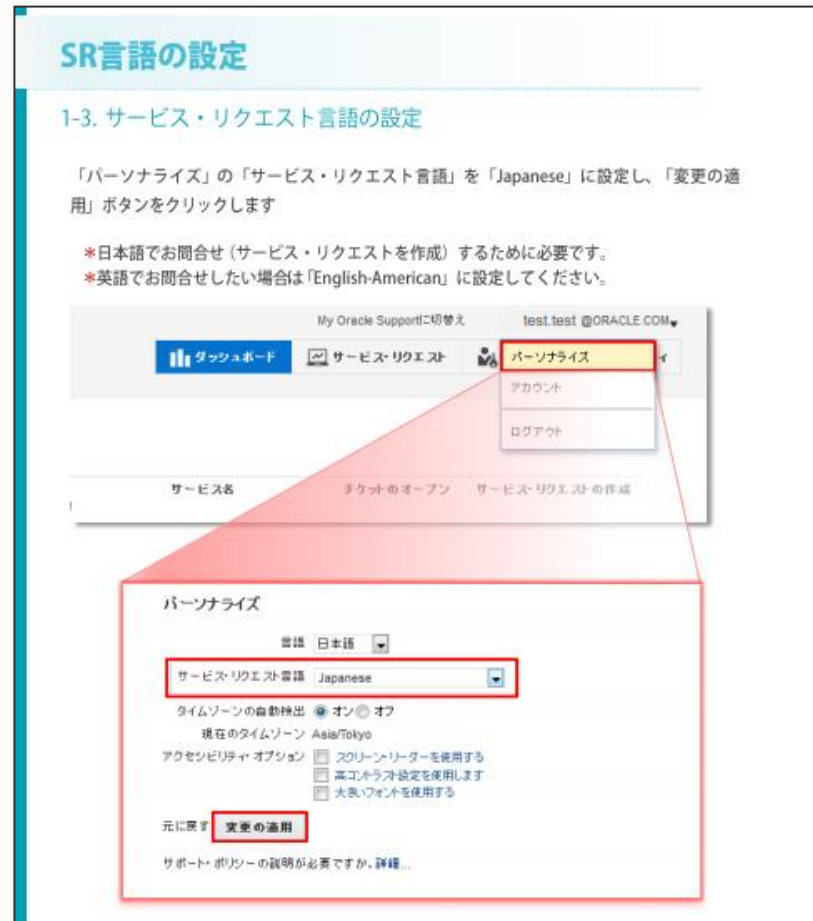 SR言語の設定
1-3. サービス・リクエスト言語の設定
「パーソナライズ」の「サービス・リクエスト言語」を「Japanese」に設定し、「変更の適
用」ボタンをクリックします
*日本語でお問合せ（サービス・リクエストを作成）するために必要です。
*英語でお問合せしたい場合は「English-American」に設定してください。
My Oracle Supportに切替え test.test @ORACLE.COM
ダッシュボード サービス・リクエスト パーソナライズ ィ
アカウント
ログアウト
サービス名 チケットのオープン サービス・リクエストの作成
パーソナライズ
言語 日本語
サービス・リクエスト言語 Japanese
タイムゾーンの自動検出 オン オフ
現在のタイムゾーン Asia/Tokyo
アクセシビリティ・オプション スクリーン・リーダーを使用する
高コントラスト設定を使用します
大きいフォントを使用する
元に戻す 変更の適用
サポート・ポリシーの説明が必要ですか。詳細...